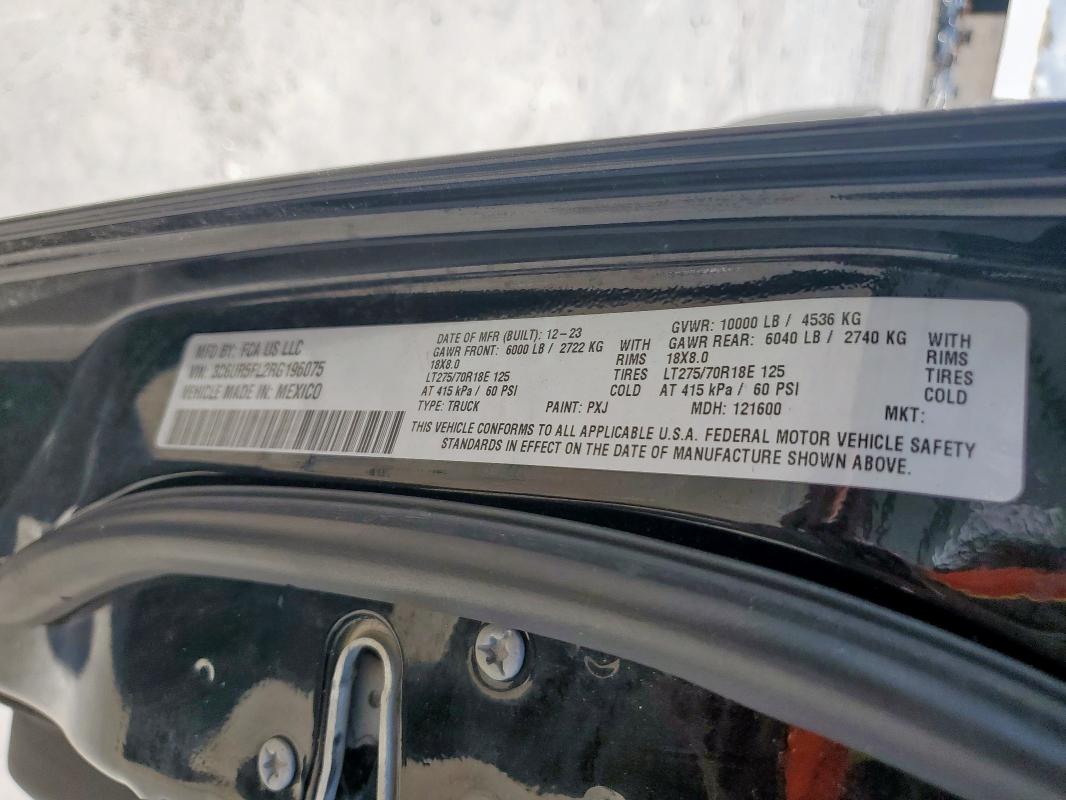 MFD BY: FCA US LLC
VIN: 3C6UR5FL2RG196075
VEHICLE MADE IN: MEXICO
DATE OF MFR (BUILT): 12-23
GAWR FRONT: 6000 LB / 2722 KG WITH
18X8.0 RIMS
LT275/70R18E 125 TIRES
AT 415 kPa / 60 PSI COLD
GVWR: 10000 LB / 4536 KG
GAWR REAR: 6040 LB / 2740 KG WITH
18X8.0 RIMS
LT275/70R18E 125 TIRES
AT 415 kPa / 60 PSI COLD
TYPE: TRUCK PAINT: PXJ MDH: 121600 MKT:
THIS VEHICLE CONFORMS TO ALL APPLICABLE U.S.A. FEDERAL MOTOR VEHICLE SAFETY
STANDARDS IN EFFECT ON THE DATE OF MANUFACTURE SHOWN ABOVE.